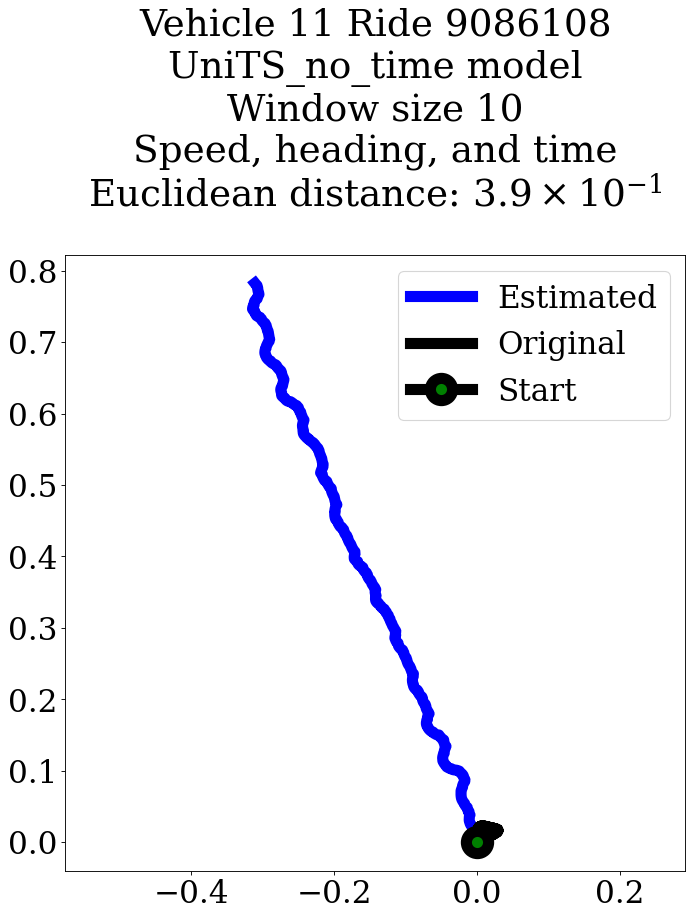 Vehicle 11 Ride 9086108
UniTS_no_time model
Window size 10
Speed, heading, and time
Euclidean distance: 3.9 × 10⁻¹
0.8
0.7
0.6
0.5
0.4
0.3
0.2
0.1
0.0
Estimated
Original
Start
−0.4 −0.2 0.0 0.2